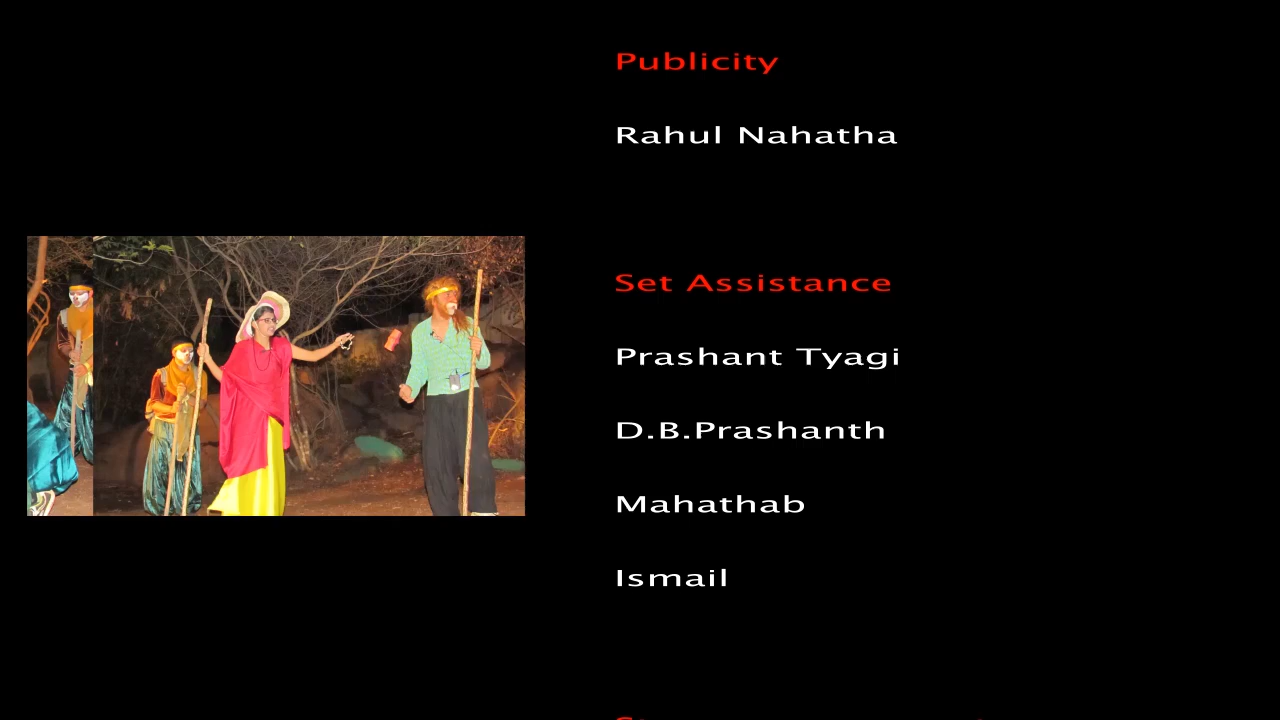 Publicity
Rahul Nahatha
Set Assistance
Prashant Tyagi
D.B.Prashanth
Mahathab
Ismail